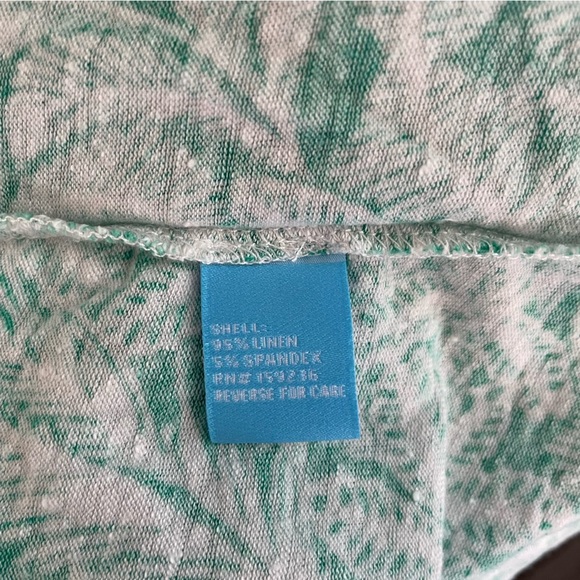 SHELL:
95% LINEN
5% SPANDEX
RN# 159236
REVERSE FOR CARE